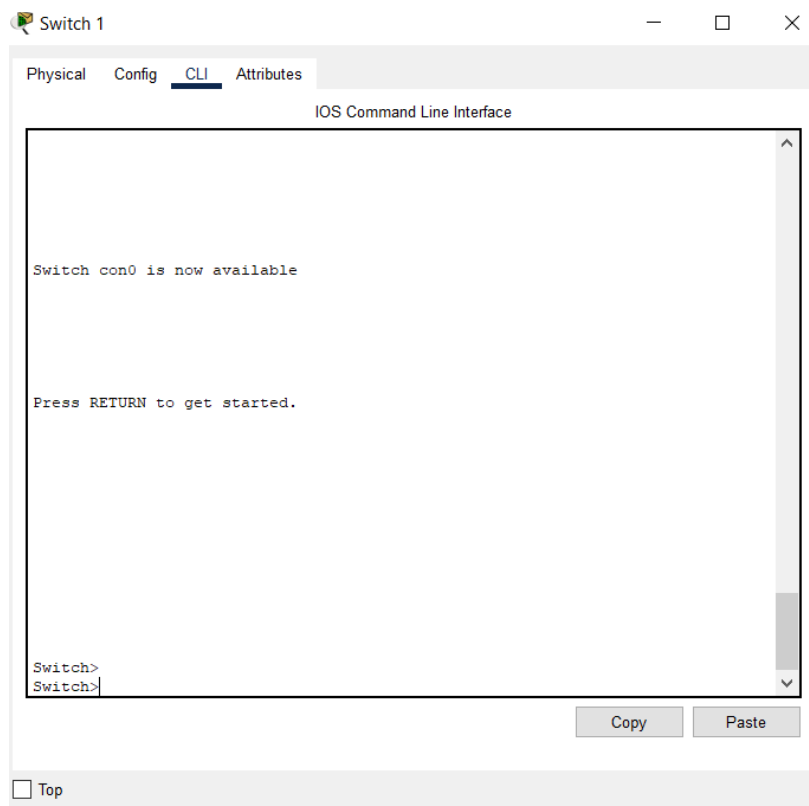 Switch 1
Physical Config CLI Attributes
IOS Command Line Interface
Switch con0 is now available
Press RETURN to get started.
Switch>
Switch>
Copy Paste
Top